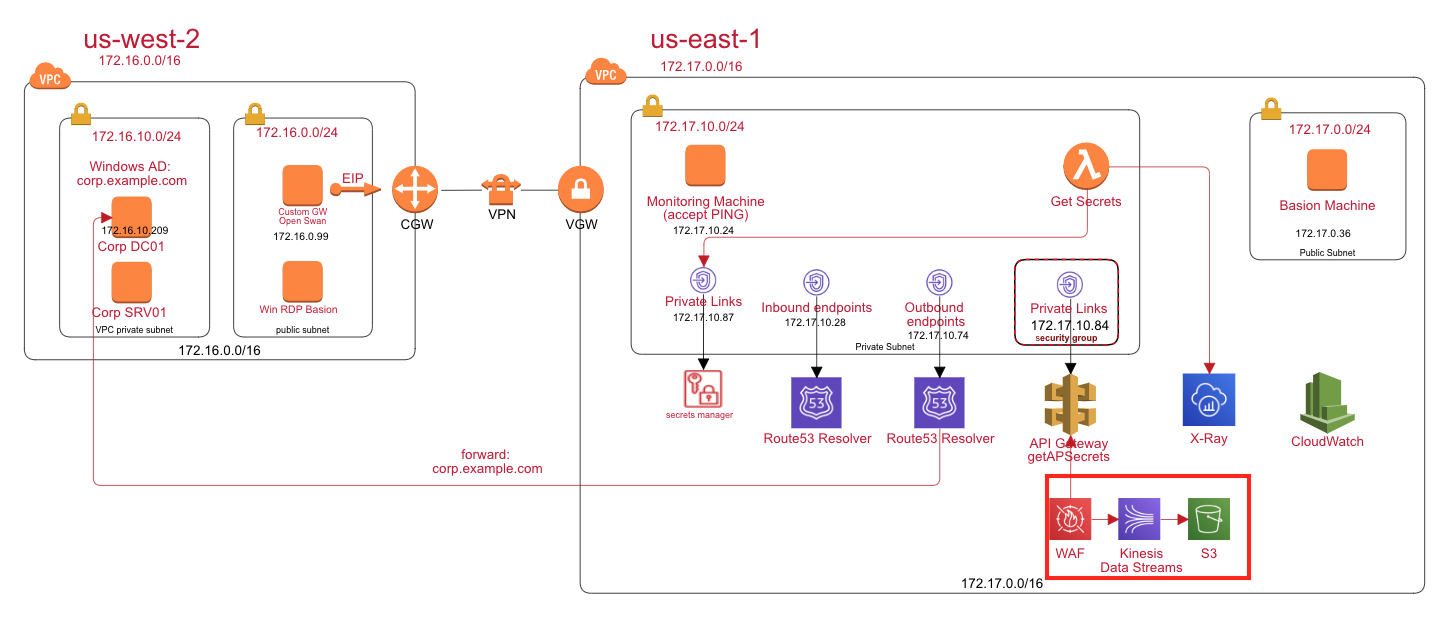 us-west-2
172.16.0.0/16
VPC
172.16.10.0/24
Windows AD:
corp.example.com
172.16.10.209
Corp DC01
Corp SRV01
VPC private subnet
172.16.0.0/24
EIP
Custom GW
Open Swan
172.16.0.99
Win RDP Basion
public subnet
172.16.0.0/16
CGW
VPN
VGW
us-east-1
172.17.0.0/16
VPC
172.17.10.0/24
Monitoring Machine
(accept PING)
172.17.10.24
Get Secrets
Private Links
172.17.10.87
Inbound endpoints
172.17.10.28
Outbound
endpoints
172.17.10.74
Private Links
172.17.10.84
security group
Private Subnet
172.17.0.0/24
Basion Machine
172.17.0.36
Public Subnet
secrets manager
53
Route53 Resolver
53
Route53 Resolver
API Gateway
getAPSecrets
X-Ray
CloudWatch
forward:
corp.example.com
WAF
Kinesis
Data Streams
S3
172.17.0.0/16